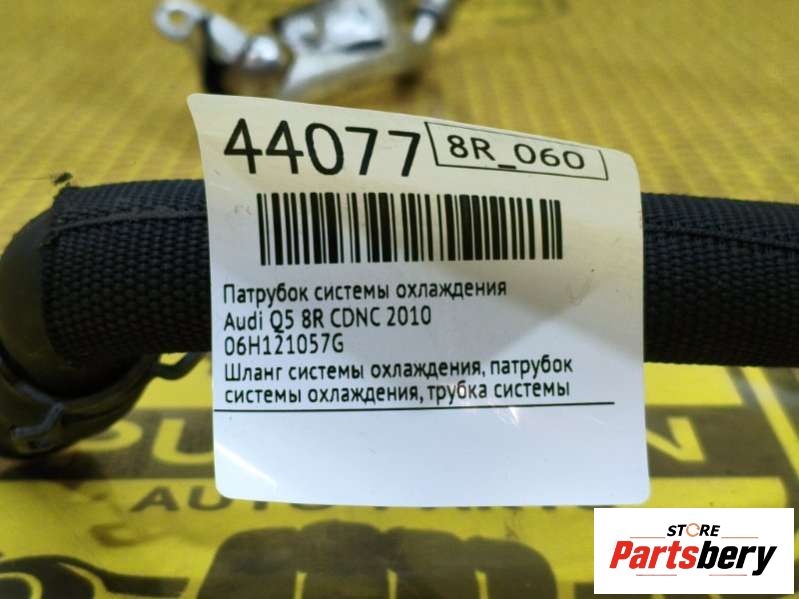 44077
8R_060
Патрубок системы охлаждения
Audi Q5 8R CDNC 2010
06H121057G
Шланг системы охлаждения, патрубок
системы охлаждения, трубка системы
STORE
Partsbery